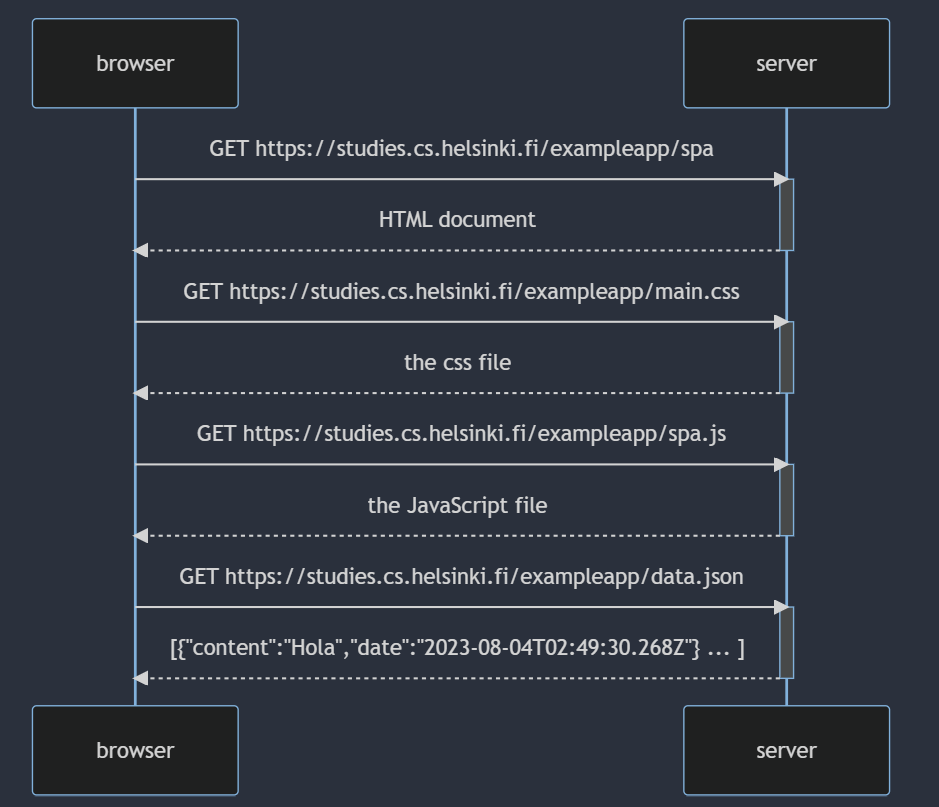 browser
server
GET https://studies.cs.helsinki.fi/exampleapp/spa
HTML document
GET https://studies.cs.helsinki.fi/exampleapp/main.css
the css file
GET https://studies.cs.helsinki.fi/exampleapp/spa.js
the JavaScript file
GET https://studies.cs.helsinki.fi/exampleapp/data.json
[{"content":"Hola","date":"2023-08-04T02:49:30.268Z"} ... ]
browser
server